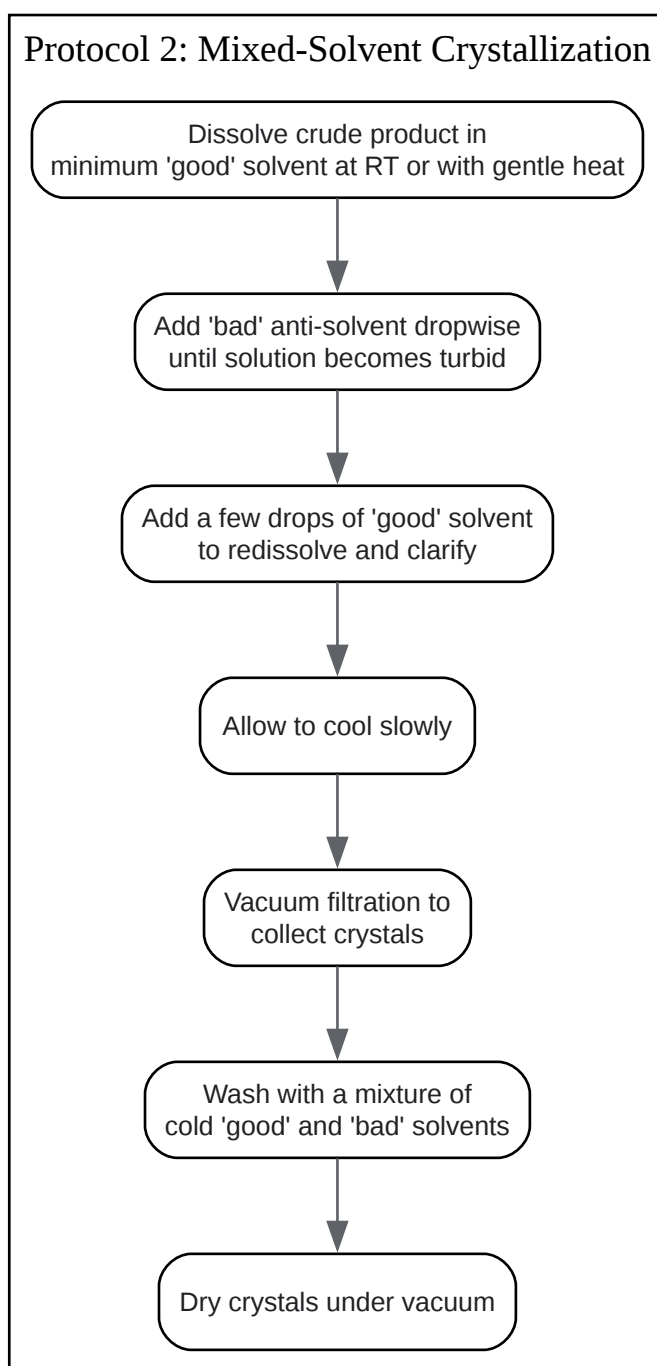 Protocol 2: Mixed-Solvent Crystallization
Dissolve crude product in
minimum 'good' solvent at RT or with gentle heat
Add 'bad' anti-solvent dropwise
until solution becomes turbid
Add a few drops of 'good' solvent
to redissolve and clarify
Allow to cool slowly
Vacuum filtration to
collect crystals
Wash with a mixture of
cold 'good' and 'bad' solvents
Dry crystals under vacuum